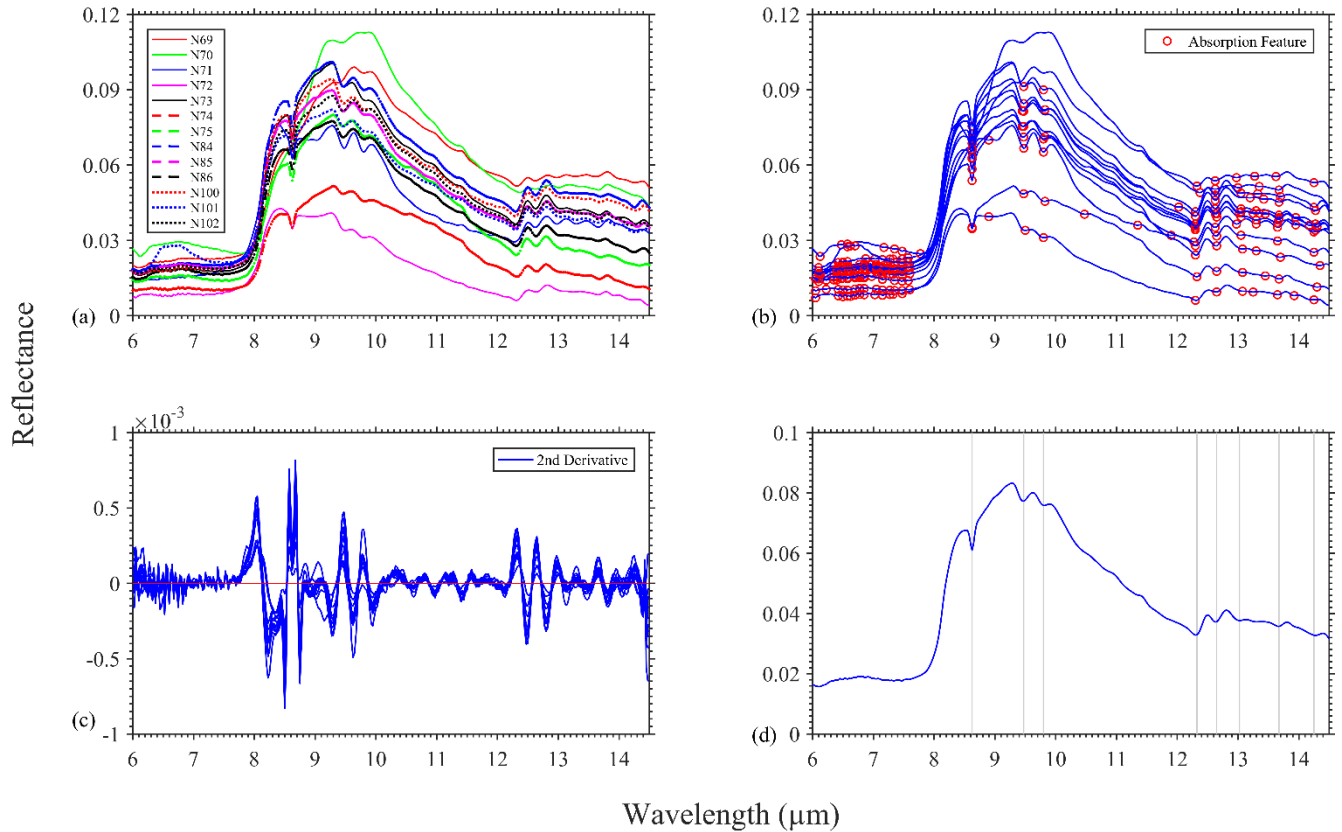 0.12
0.09
0.06
0.03
0
N69
N70
N71
N72
N73
N74
N75
N84
N85
N86
N100
N101
N102
(a)
6 7 8 9 10 11 12 13 14
0.12
0.09
0.06
0.03
0
Absorption Feature
(b)
6 7 8 9 10 11 12 13 14
Reflectance
×10⁻³
1
0.5
0
-0.5
-1
2nd Derivative
(c)
6 7 8 9 10 11 12 13 14
0.1
0.08
0.06
0.04
0.02
0
(d)
6 7 8 9 10 11 12 13 14
Wavelength (μm)